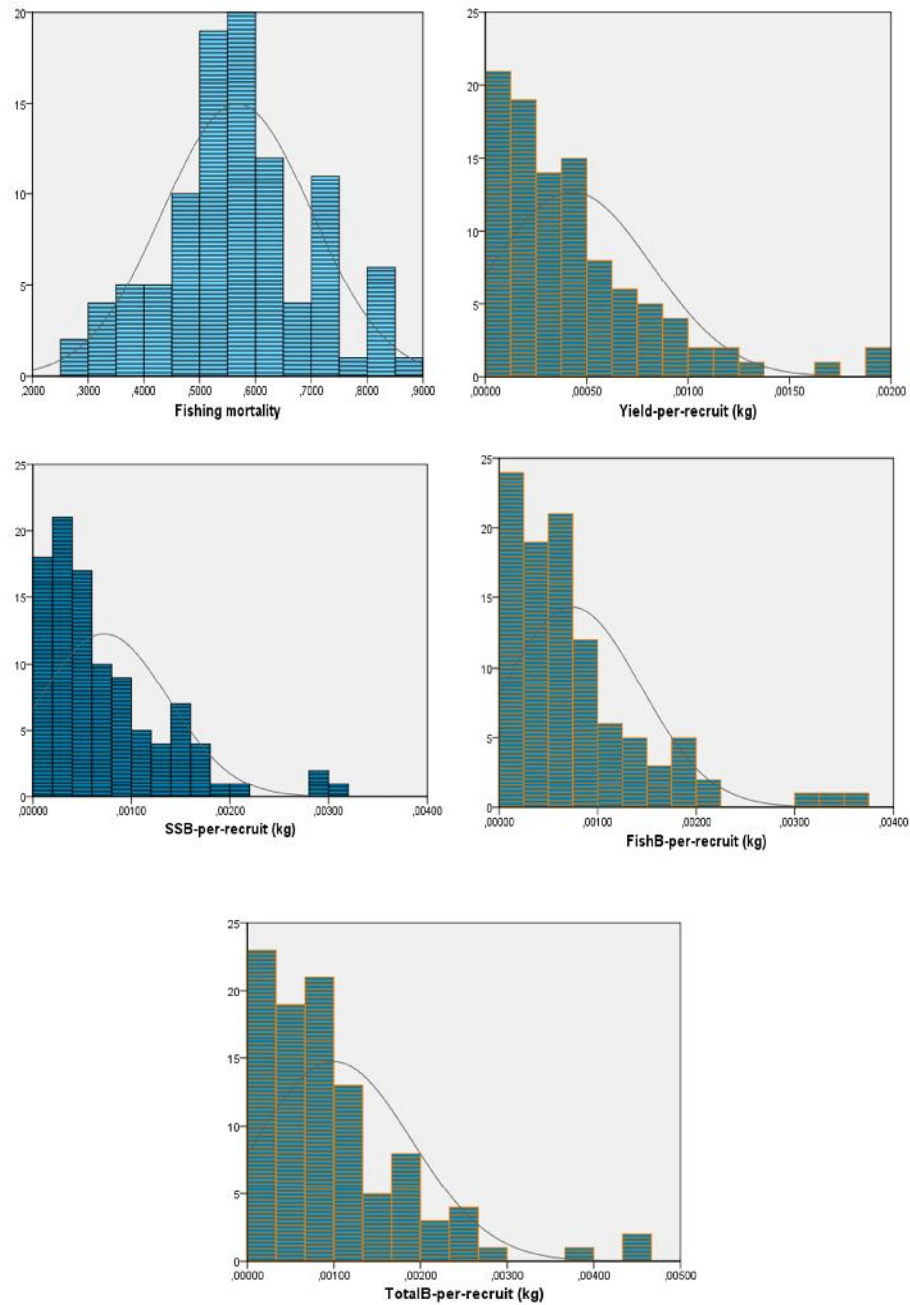 20
15
10
5
0
,2000 ,3000 ,4000 ,5000 ,6000 ,7000 ,8000 ,9000
Fishing mortality
25
20
15
10
5
0
,00000 ,00050 ,00100 ,00150 ,00200
Yield-per-recruit (kg)
25
20
15
10
5
0
,00000 ,00100 ,00200 ,00300 ,00400
SSB-per-recruit (kg)
25
20
15
10
5
0
,00000 ,00100 ,00200 ,00300 ,00400
FishB-per-recruit (kg)
25
20
15
10
5
0
,00000 ,00100 ,00200 ,00300 ,00400 ,00500
TotalB-per-recruit (kg)